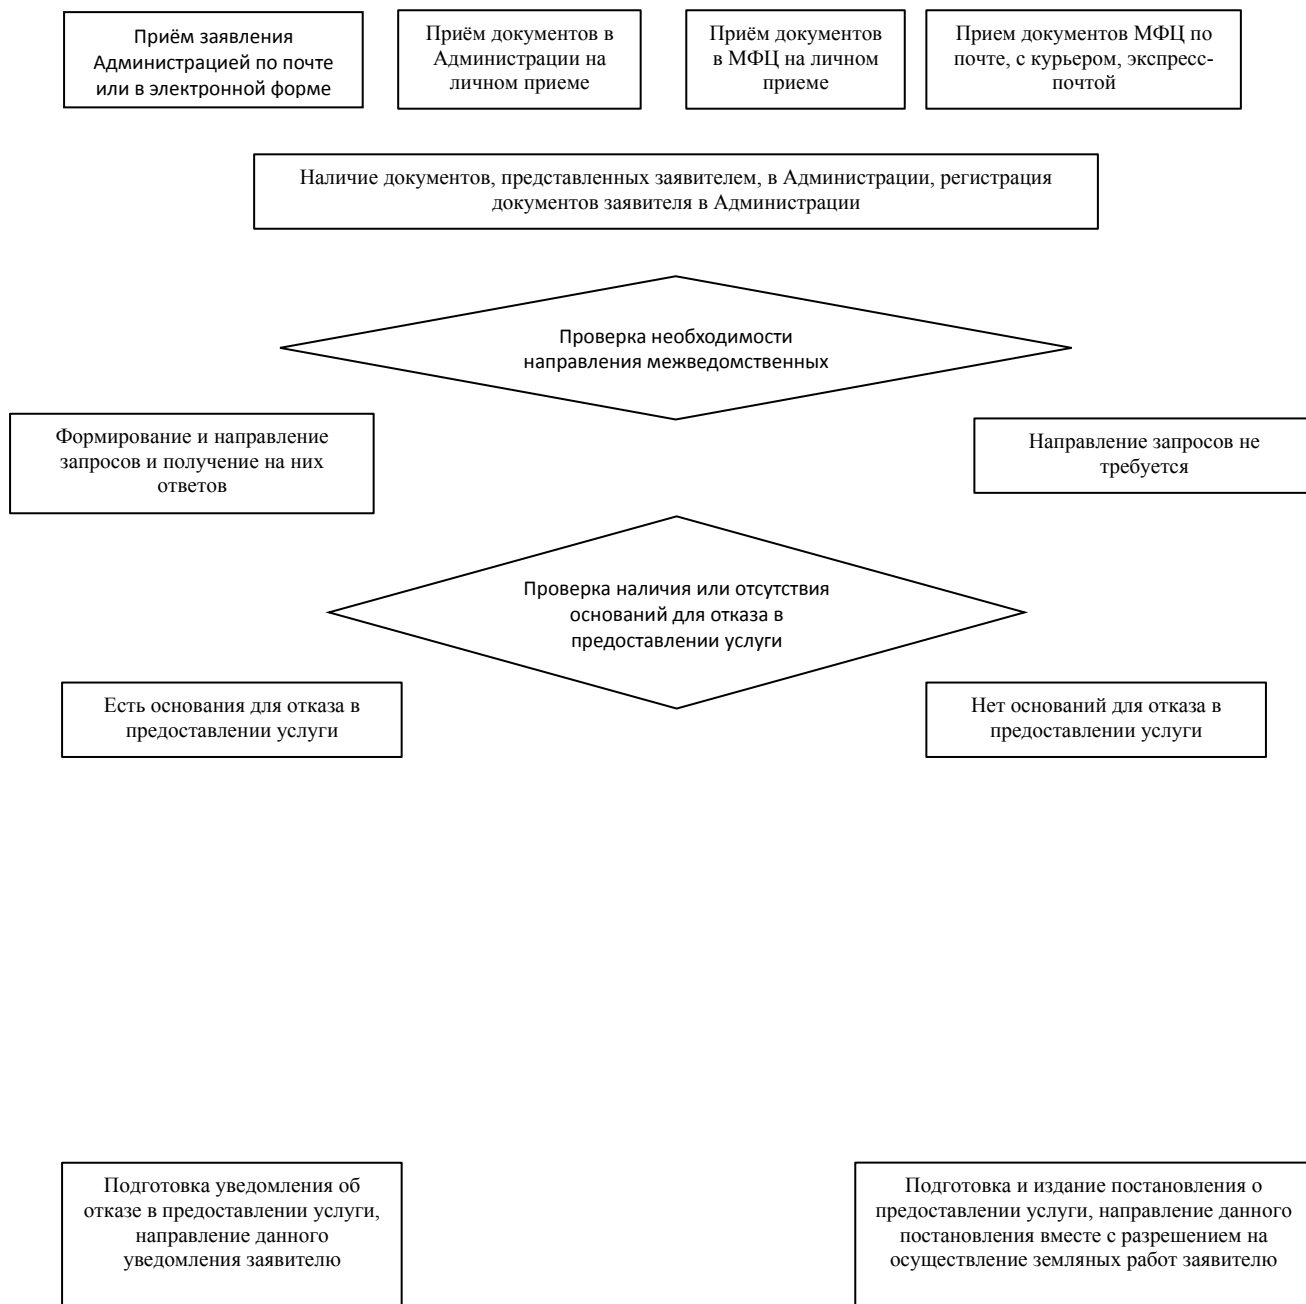 Приём заявления
Администрацией по почте
или в электронной форме
Приём документов в
Администрации на
личном приеме
Приём документов
в МФЦ на личном
приеме
Прием документов МФЦ по
почте, с курьером, экспресс-
почтой
Наличие документов, представленных заявителем, в Администрации, регистрация
документов заявителя в Администрации
Проверка необходимости
направления межведомственных
Формирование и направление
запросов и получение на них
ответов
Направление запросов не
требуется
Проверка наличия или отсутствия
оснований для отказа в
предоставлении услуги
Есть основания для отказа в
предоставлении услуги
Нет оснований для отказа в
предоставлении услуги
Подготовка уведомления об
отказе в предоставлении услуги,
направление данного
уведомления заявителю
Подготовка и издание постановления о
предоставлении услуги, направление данного
постановления вместе с разрешением на
осуществление земляных работ заявителю